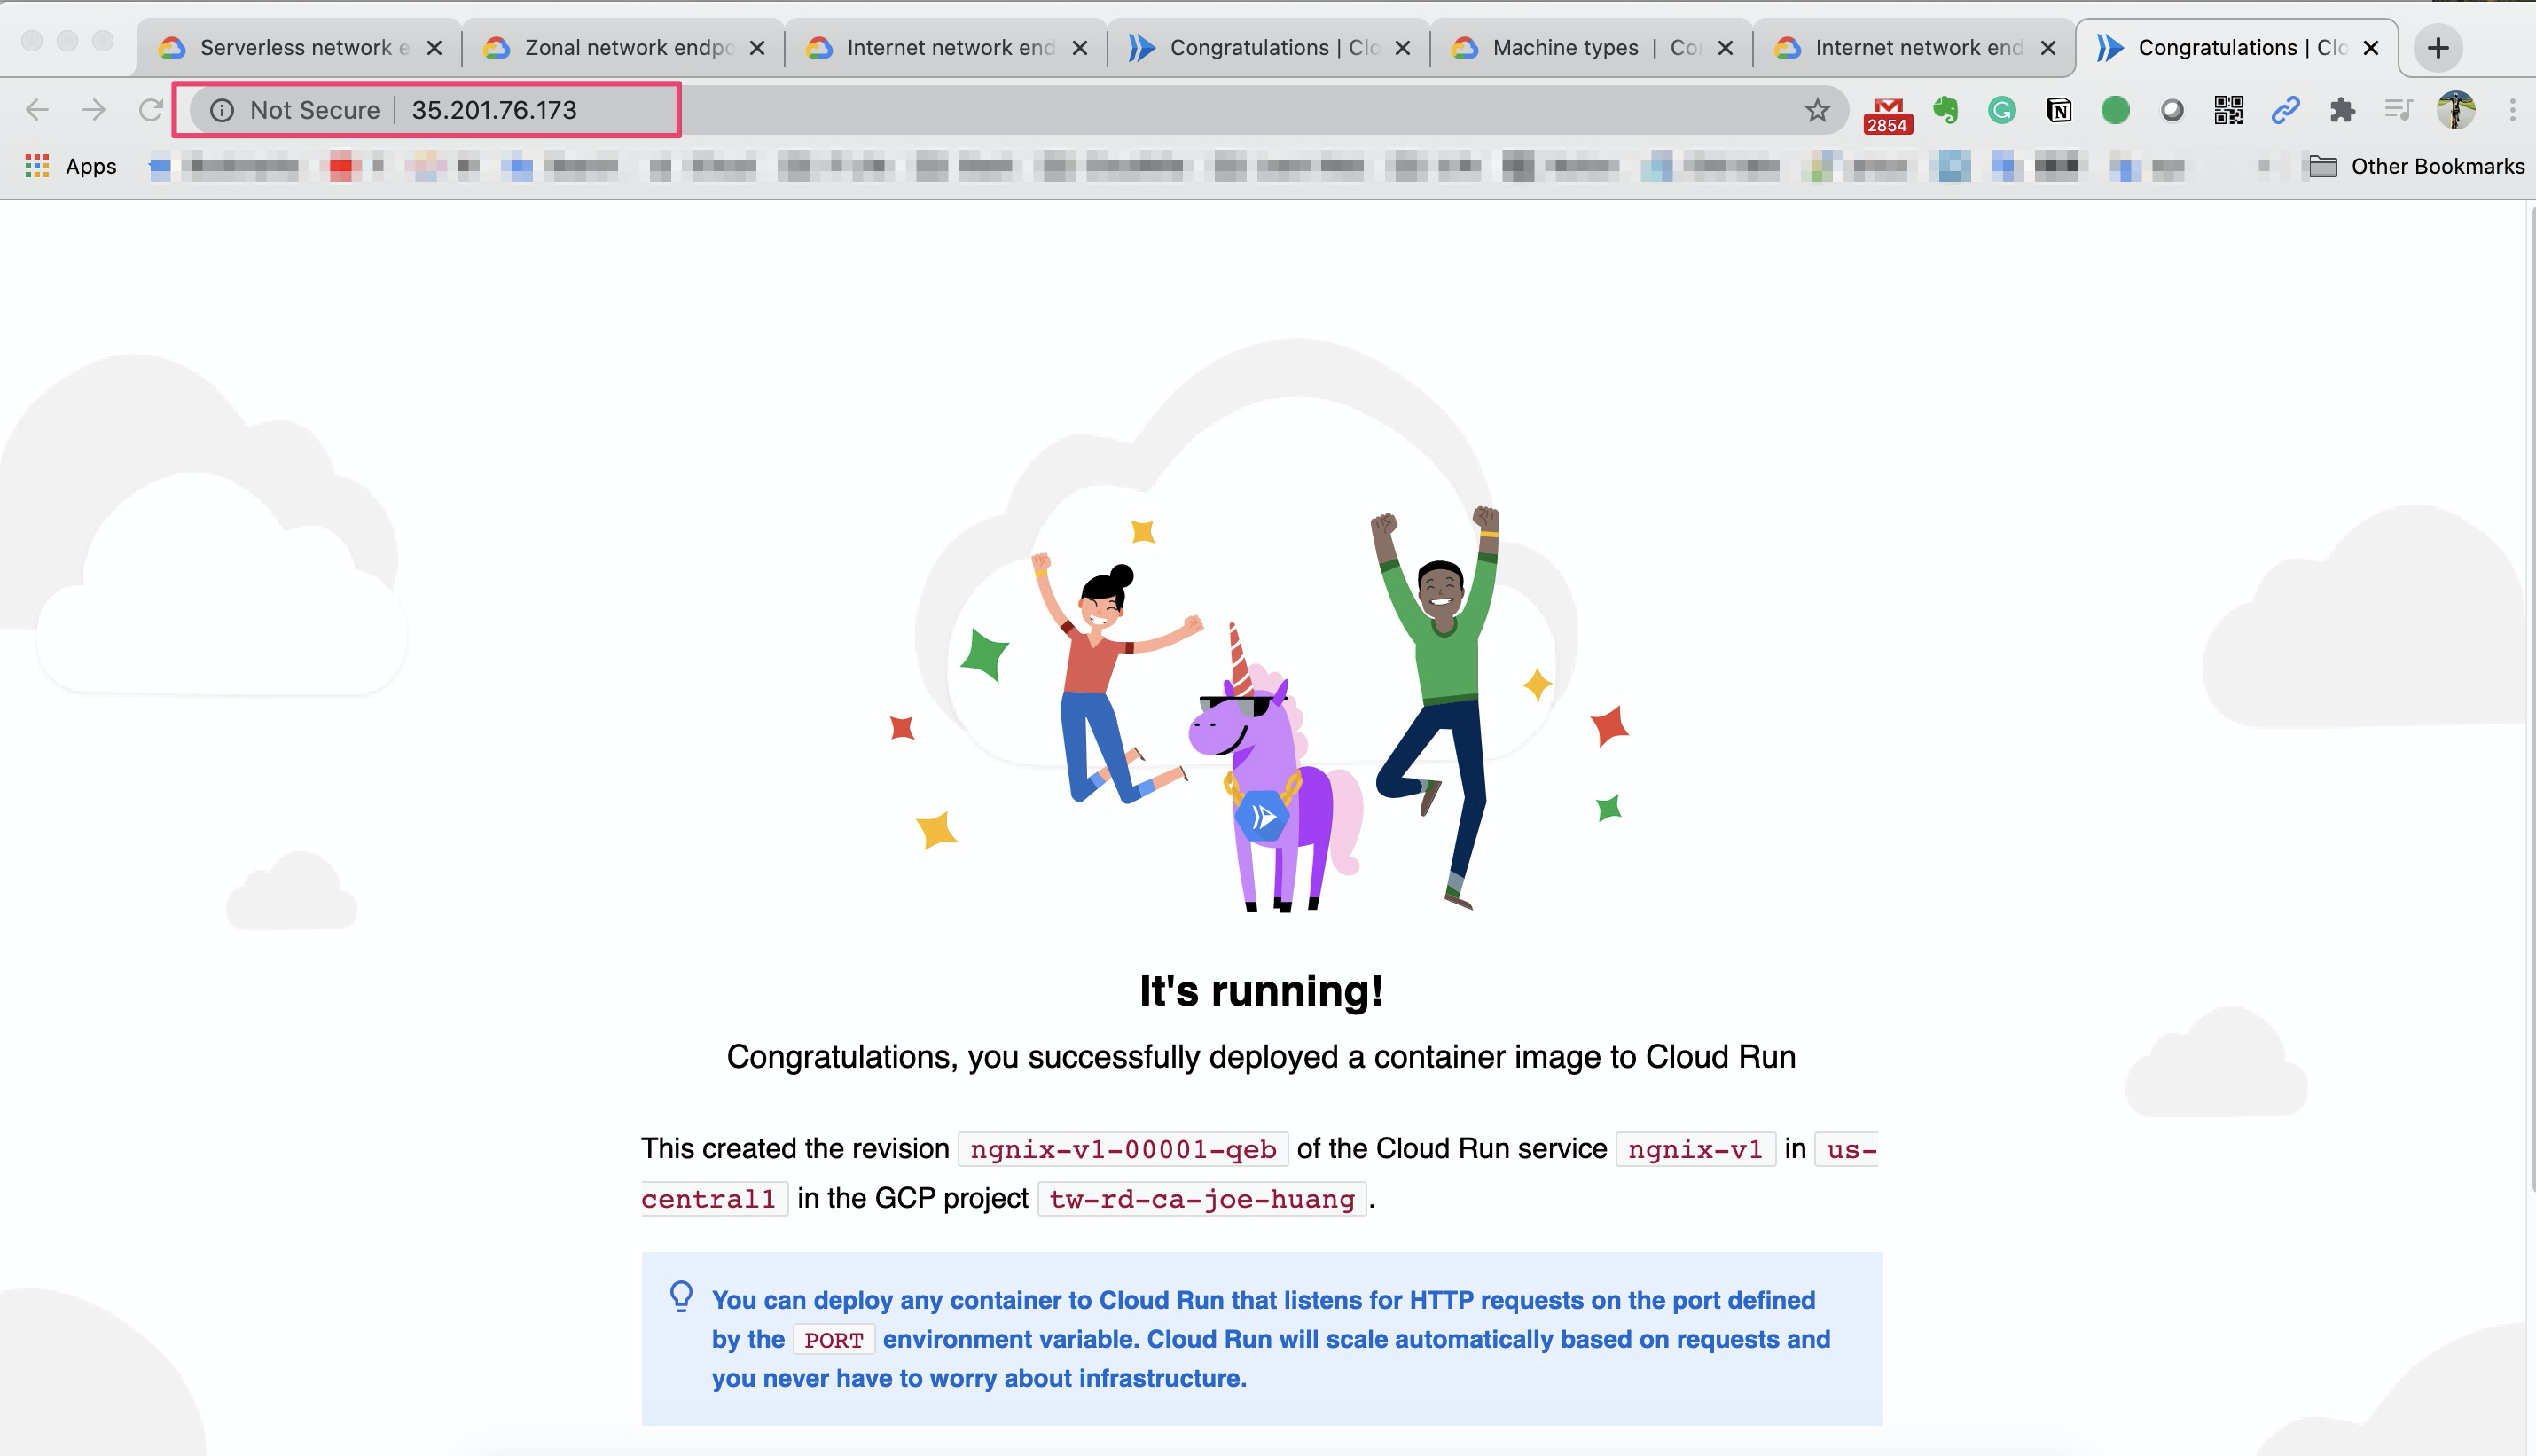 Serverless network e
Zonal network endpo
Internet network end
Congratulations | Clo
Machine types | Co
Internet network end
Congratulations | Clo
Not Secure | 35.201.76.173
2854
Apps
Other Bookmarks
It's running!
Congratulations, you successfully deployed a container image to Cloud Run
This created the revision ngnix-v1-00001-qeb of the Cloud Run service ngnix-v1 in us-
central1 in the GCP project tw-rd-ca-joe-huang.
You can deploy any container to Cloud Run that listens for HTTP requests on the port defined
by the PORT environment variable. Cloud Run will scale automatically based on requests and
you never have to worry about infrastructure.